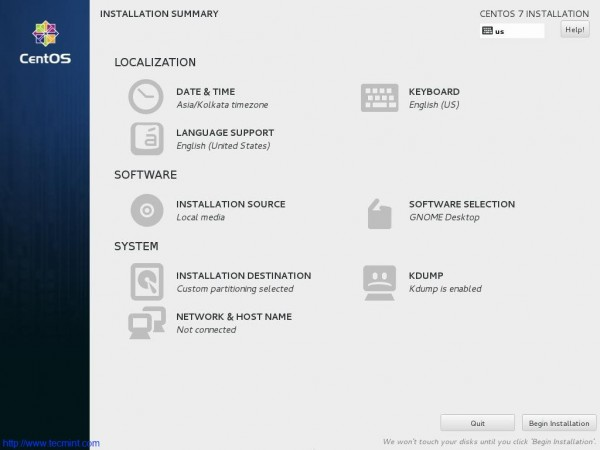 INSTALLATION SUMMARY
CENTOS 7 INSTALLATION
us
Help!
CentOS
LOCALIZATION
DATE & TIME
Asia/Kolkata timezone
KEYBOARD
English (US)
á
LANGUAGE SUPPORT
English (United States)
SOFTWARE
INSTALLATION SOURCE
Local media
SOFTWARE SELECTION
GNOME Desktop
SYSTEM
INSTALLATION DESTINATION
Custom partitioning selected
KDUMP
Kdump is enabled
NETWORK & HOST NAME
Not connected
Quit
Begin Installation
We won't touch your disks until you click 'Begin Installation'.
http://www.tecmint.com